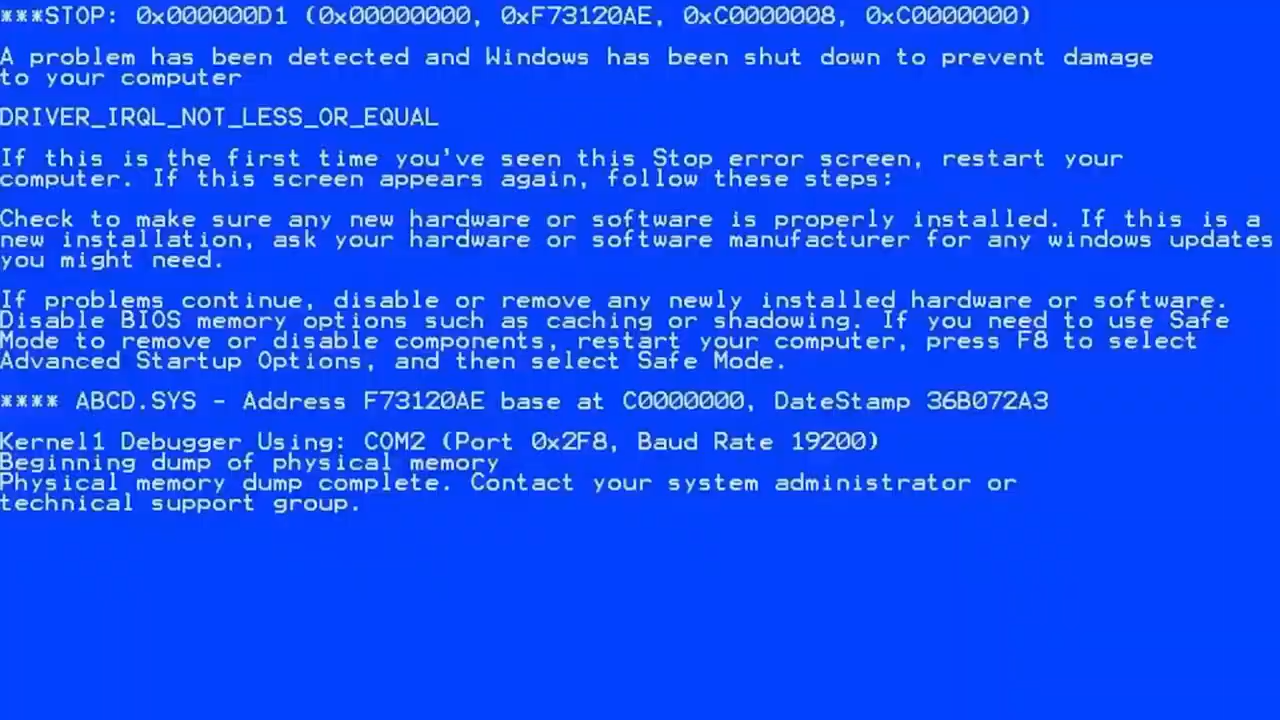 ***STOP: 0x000000D1 (0x00000000, 0xF73120AE, 0xC0000008, 0xC0000000)
A problem has been detected and Windows has been shut down to prevent damage
to your computer
DRIVER_IRQL_NOT_LESS_OR_EQUAL
If this is the first time you've seen this Stop error screen, restart your
computer. If this screen appears again, follow these steps:
Check to make sure any new hardware or software is properly installed. If this is a
new installation, ask your hardware or software manufacturer for any windows updates
you might need.
If problems continue, disable or remove any newly installed hardware or software.
Disable BIOS memory options such as caching or shadowing. If you need to use Safe
Mode to remove or disable components, restart your computer, press F8 to select
Advanced Startup Options, and then select Safe Mode.
**** ABCD.SYS - Address F73120AE base at C0000000, DateStamp 36B072A3
Kernel1 Debugger Using: COM2 (Port 0x2F8, Baud Rate 19200)
Beginning dump of physical memory
Physical memory dump complete. Contact your system administrator or
technical support group.